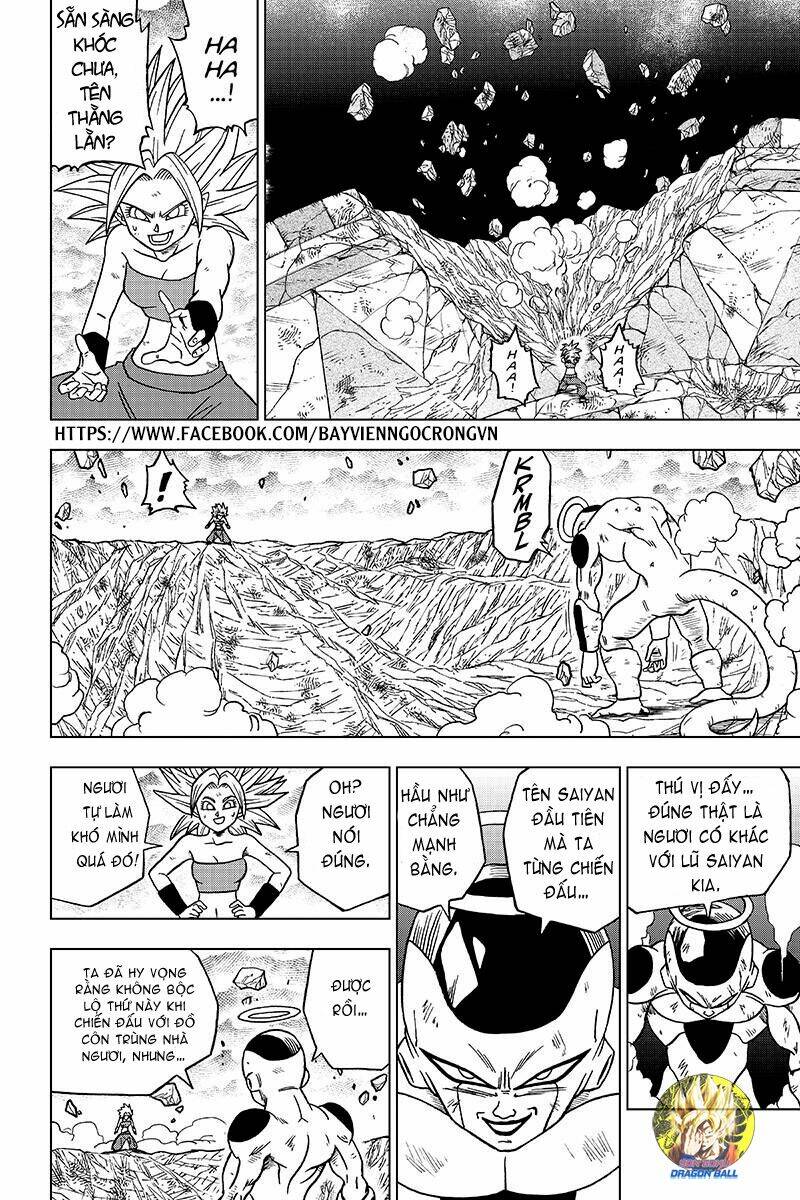 HAA!
HAA!
HA
HA
...!
SẴN SÀNG
KHÓC
CHƯA,
TÊN
THẰNG
LẰN?
HTTPS://WWW.FACEBOOK.COM/BAYVIENNGOCRONGVN
KRMBL
!
THÚ VỊ ĐẤY...
ĐÚNG THẬT LÀ
NGƯƠI CÓ KHÁC
VỚI LŨ SAIYAN
KIA.
TÊN SAIYAN
ĐẦU TIÊN
MÀ TA
TỪNG CHIẾN
ĐẤU...
HẦU NHƯ
CHẲNG
MẠNH
BẰNG.
OH?
NGƯƠI
NÓI
ĐÚNG.
NGƯƠI
TỰ LÀM
KHÓ MÌNH
QUÁ ĐÓ!
ĐƯỢC
RỒI...
TA ĐÃ HY VỌNG
RẰNG KHÔNG BỘC
LỘ THỨ NÀY KHI
CHIẾN ĐẤU VỚI ĐỒ
CÔN TRÙNG NHÀ
NGƯƠI, NHƯNG...
DRAGON BALL